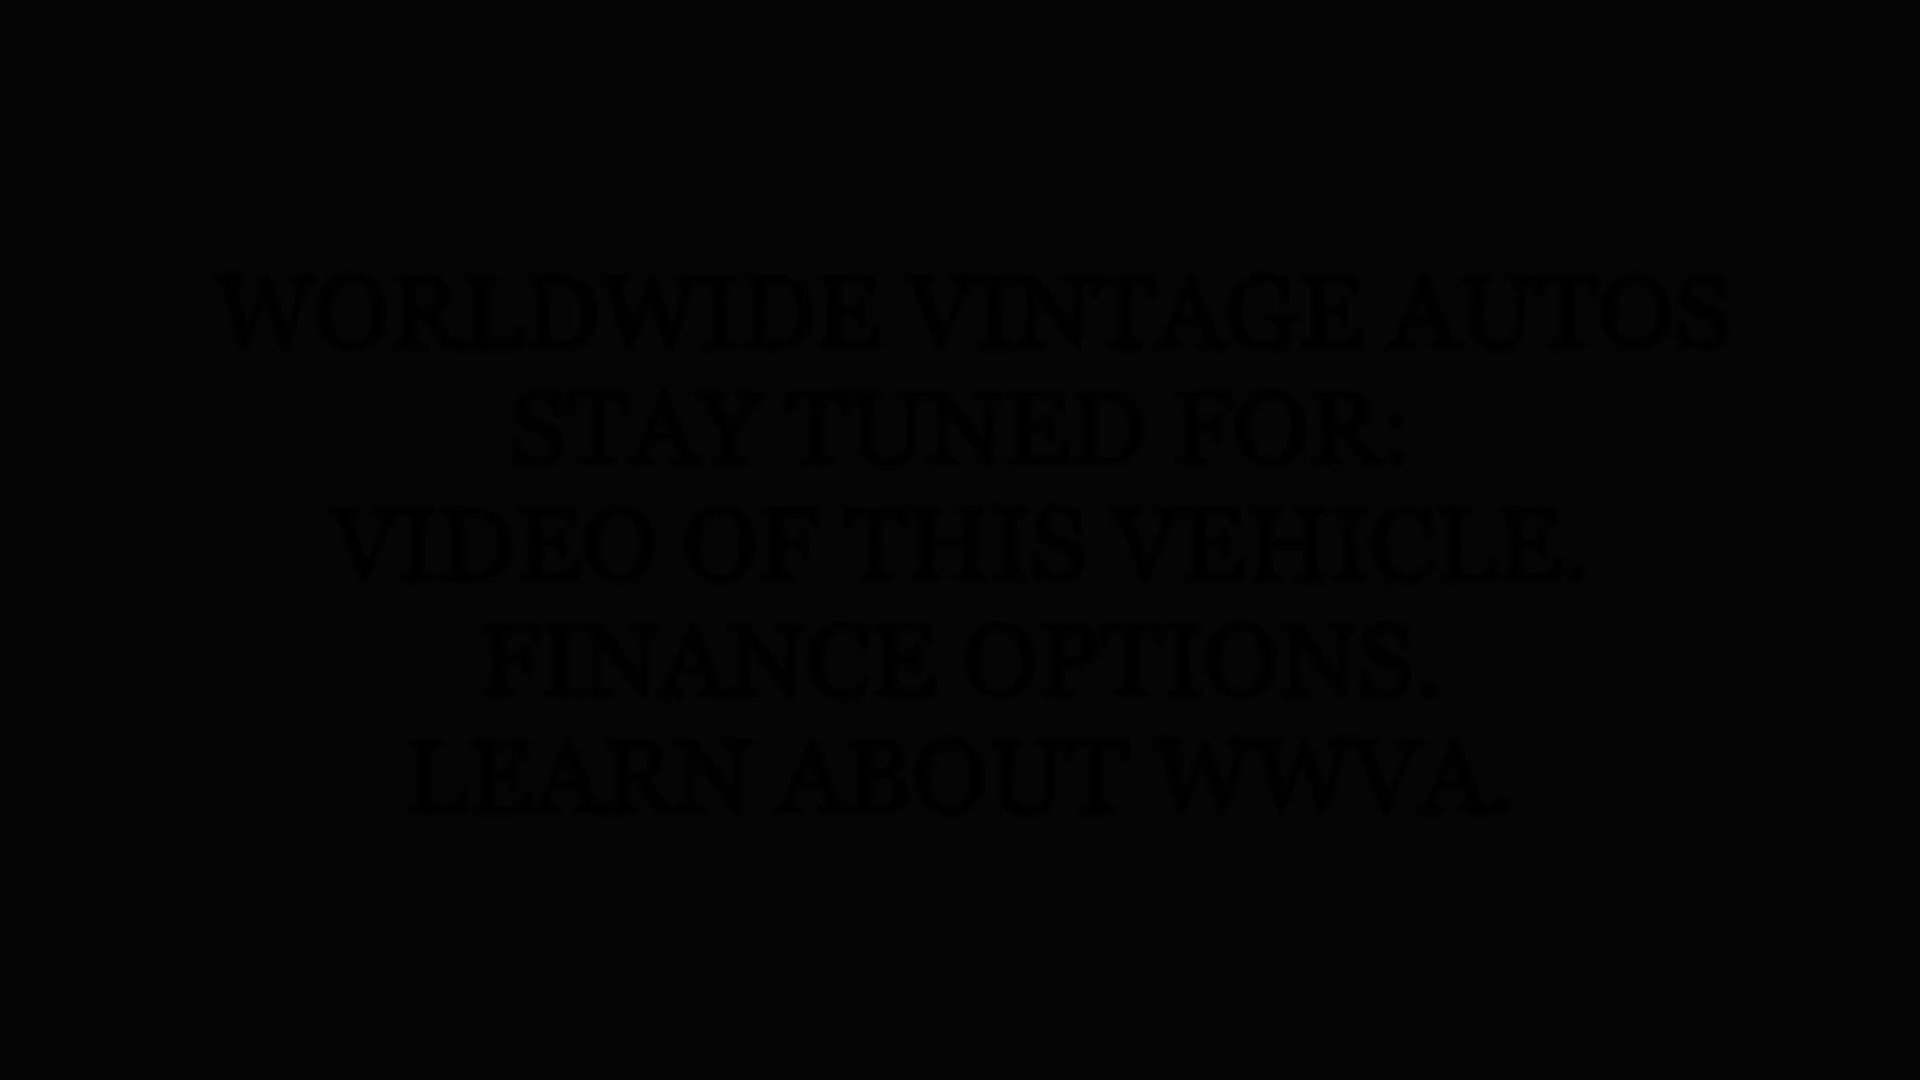 WORLDWIDE VINTAGE AUTOS
STAY TUNED FOR:
VIDEO OF THIS VEHICLE.
FINANCE OPTIONS.
LEARN ABOUT WWVA.